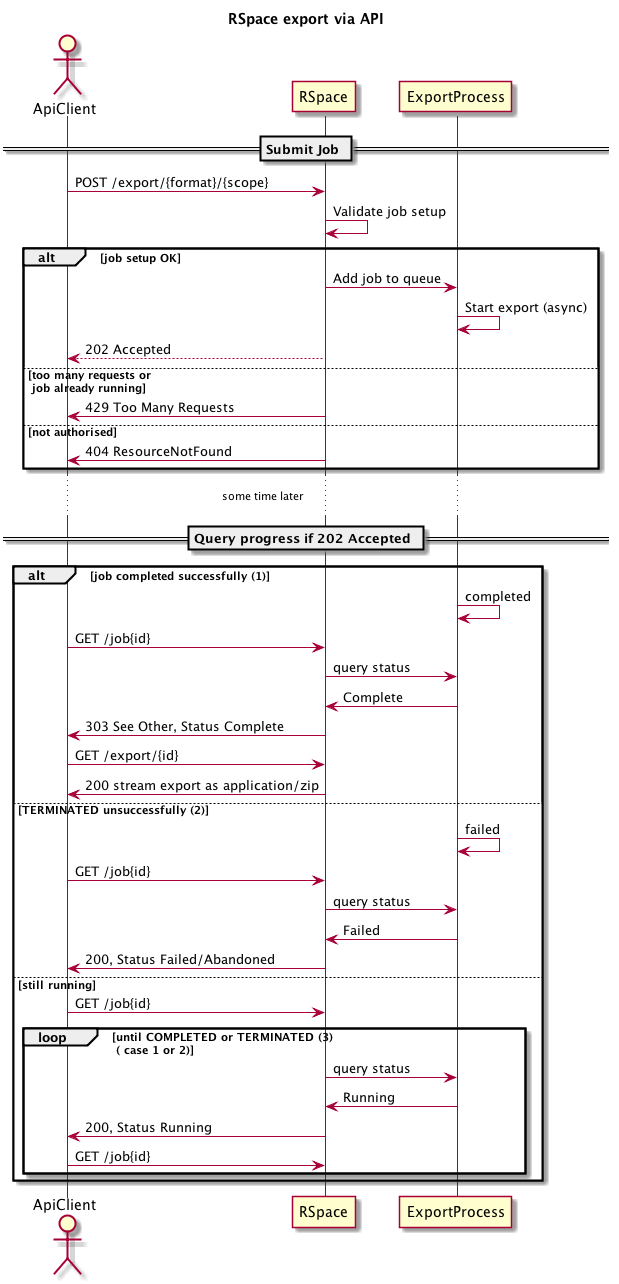 RSpace export via API
ApiClient
RSpace
ExportProcess
Submit Job
POST /export/{format}/{scope}
Validate job setup
alt
[job setup OK]
Add job to queue
Start export (async)
202 Accepted
[too many requests or
job already running]
429 Too Many Requests
[not authorised]
404 ResourceNotFound
some time later
Query progress if 202 Accepted
alt
[job completed successfully (1)]
completed
GET /job{id}
query status
Complete
303 See Other, Status Complete
GET /export/{id}
200 stream export as application/zip
[TERMINATED unsuccessfully (2)]
failed
GET /job{id}
query status
Failed
200, Status Failed/Abandoned
[still running]
GET /job{id}
loop
[until COMPLETED or TERMINATED (3)
( case 1 or 2)]
query status
Running
200, Status Running
GET /job{id}
ApiClient
RSpace
ExportProcess